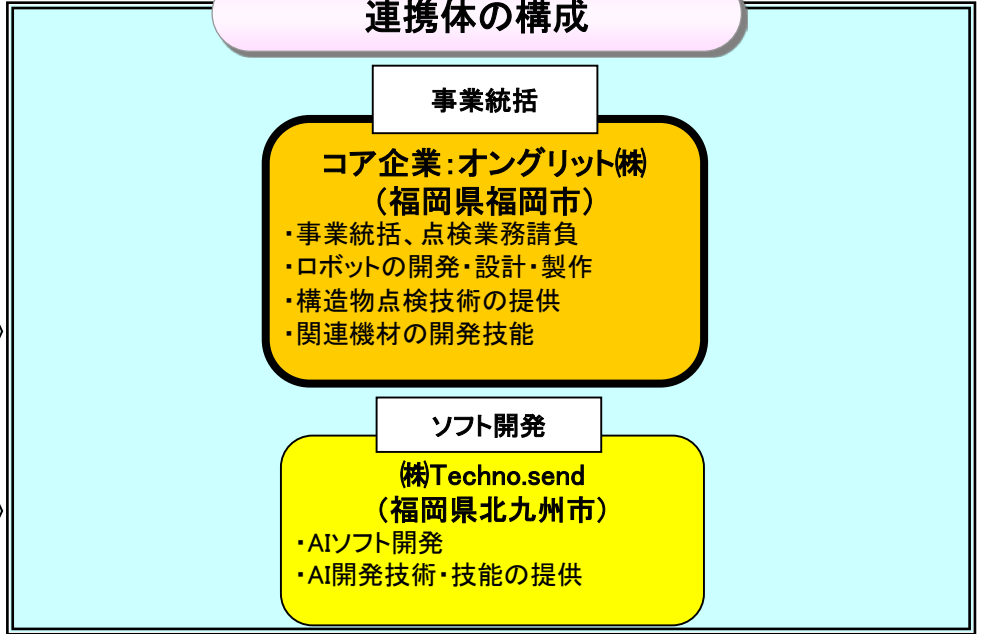 連携体の構成
事業統括
コア企業：オングリット㈱
（福岡県福岡市）
・事業統括、点検業務請負
・ロボットの開発・設計・製作
・構造物点検技術の提供
・関連機材の開発技能
ソフト開発
㈱Techno.send
（福岡県北九州市）
・AIソフト開発
・AI開発技術・技能の提供